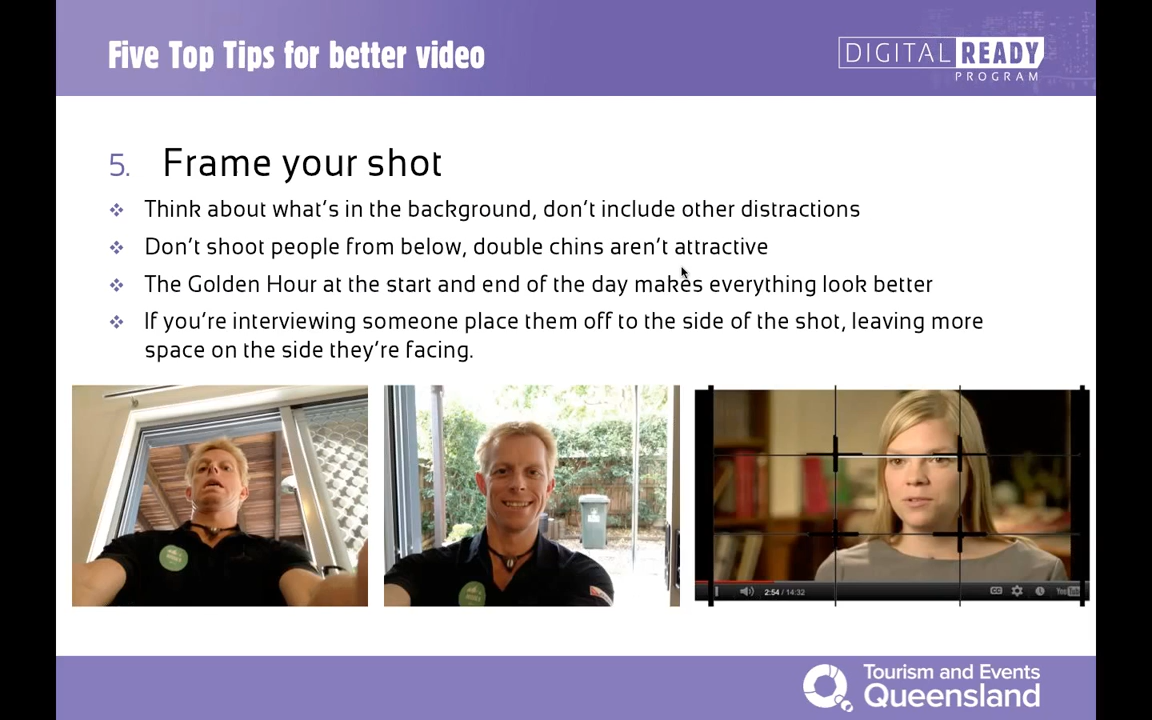 Five Top Tips for better video
DIGITAL READY
PROGRAM
5. Frame your shot
Think about what's in the background, don't include other distractions
Don't shoot people from below, double chins aren't attractive
The Golden Hour at the start and end of the day makes everything look better
If you're interviewing someone place them off to the side of the shot, leaving more
space on the side they're facing.
2:54 / 14:32
CC
YouTube
Tourism and Events
Queensland